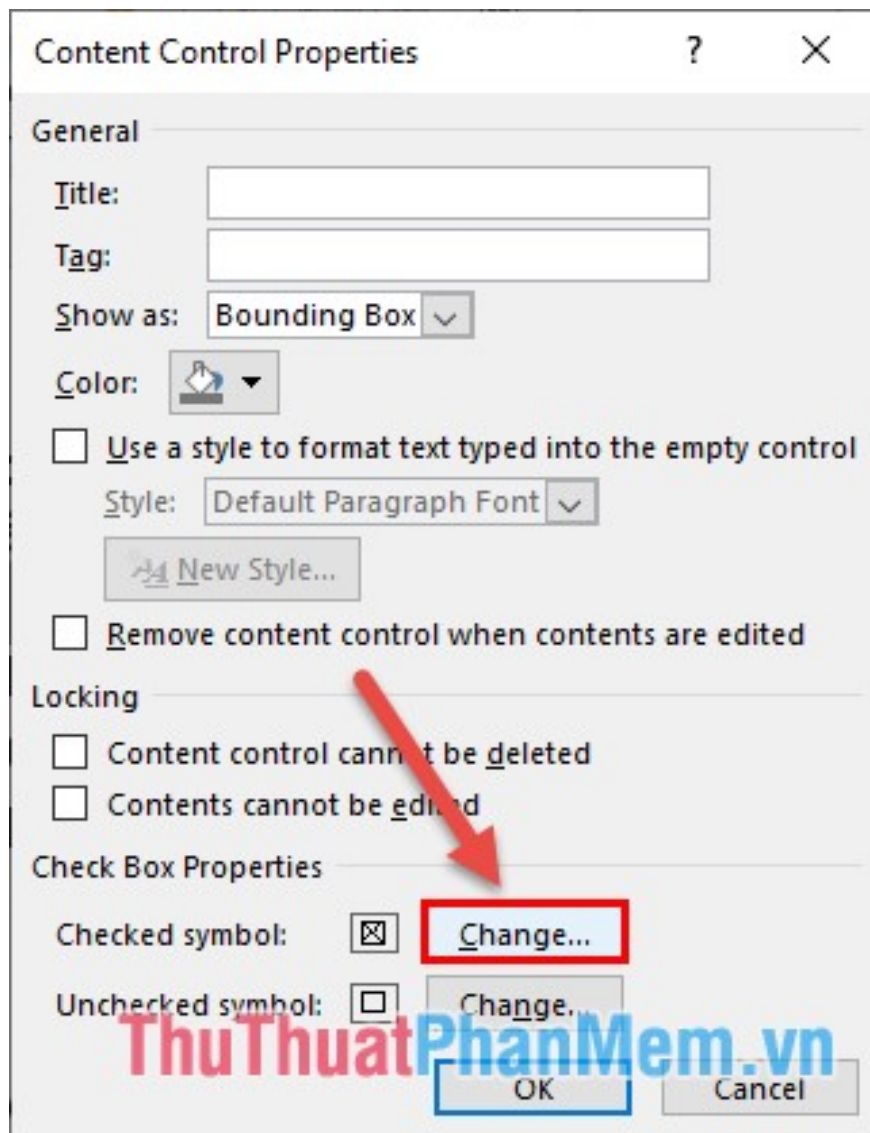 Content Control Properties ?
General
Title:
Tag:
Show as: Bounding Box
Color:
Use a style to format text typed into the empty control
Style: Default Paragraph Font
New Style...
Remove content control when contents are edited
Locking
Content control cannot be deleted
Contents cannot be edited
Check Box Properties
Checked symbol: Change...
Unchecked symbol: Change...
ThuThuatPhanMem.vn
OK Cancel